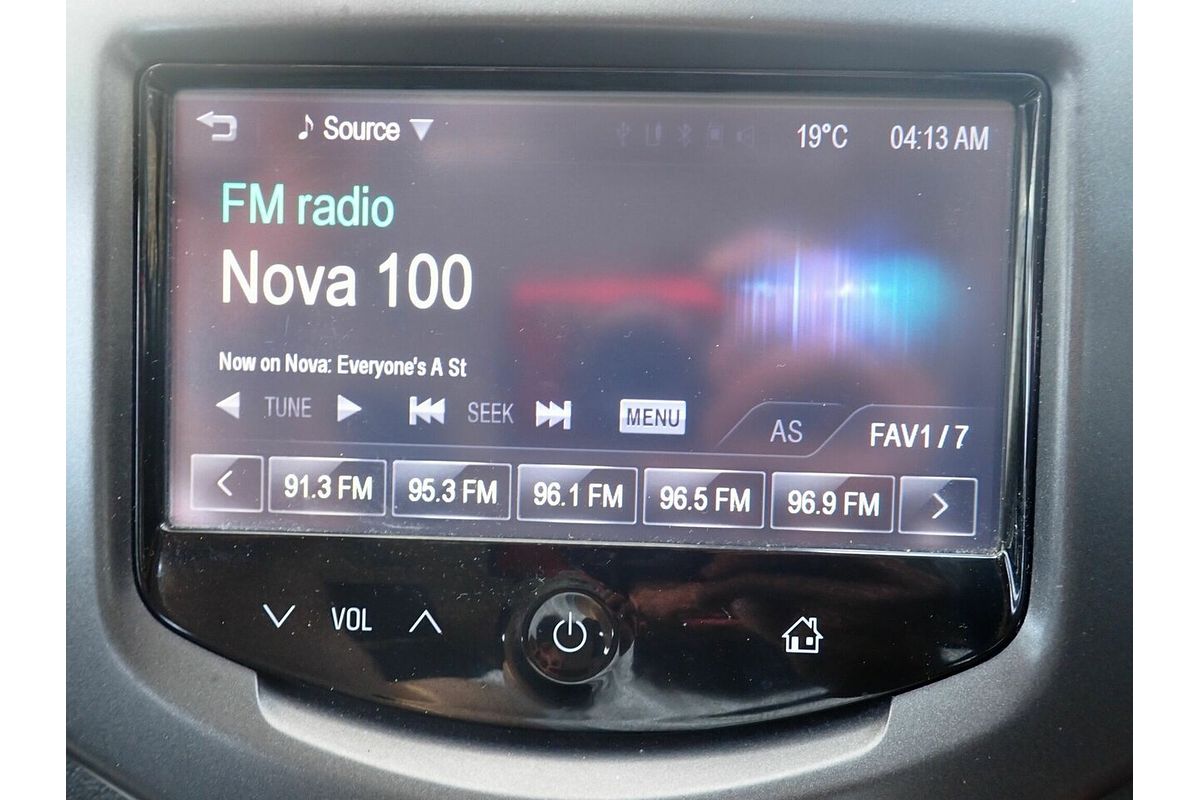 Source 19°C 04:13 AM
FM radio
Nova 100
Now on Nova: Everyone's A St
TUNE SEEK MENU AS FAV1 / 7
91.3 FM 95.3 FM 96.1 FM 96.5 FM 96.9 FM
VOL